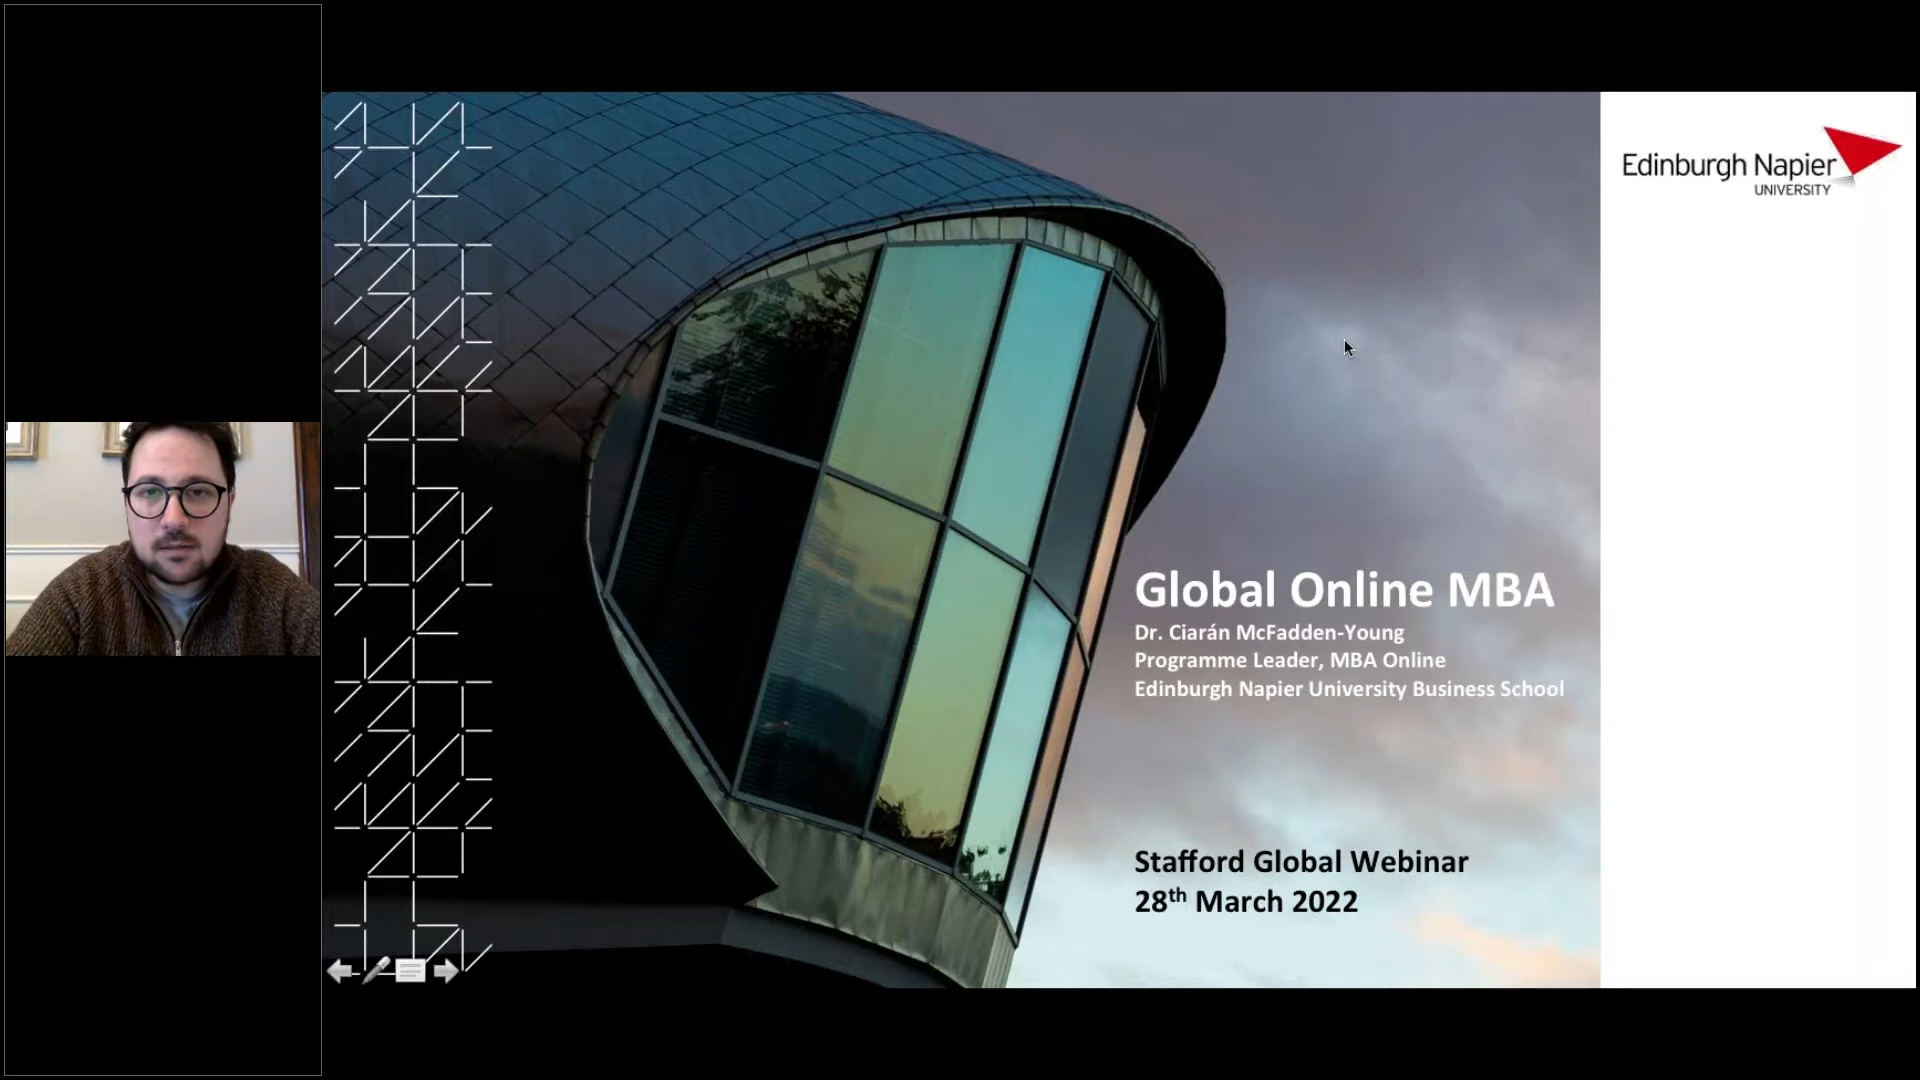 Edinburgh Napier
UNIVERSITY
Global Online MBA
Dr. Ciarán McFadden-Young
Programme Leader, MBA Online
Edinburgh Napier University Business School
Stafford Global Webinar
28th March 2022